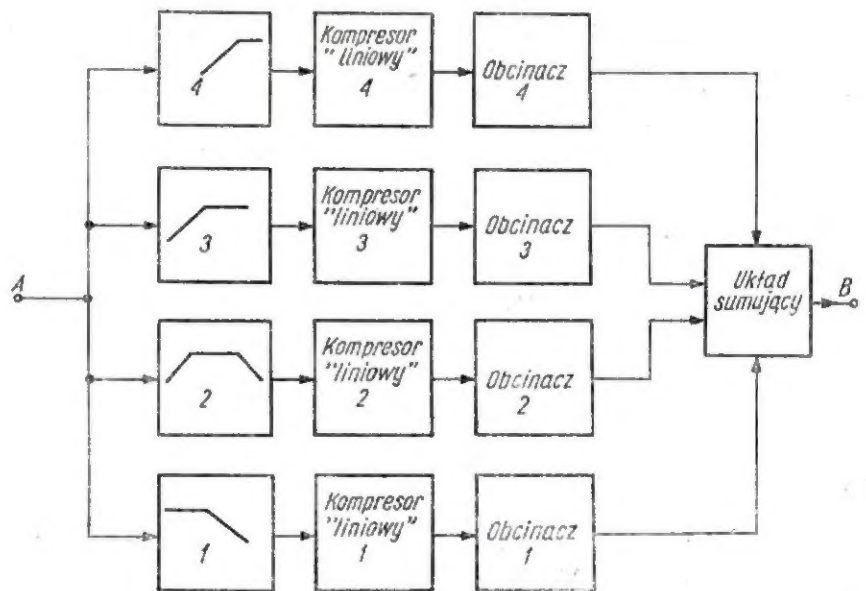 4
Kompresor
"liniowy"
4
Obcinacz
4
3
Kompresor
"liniowy"
3
Obcinacz
3
A
Układ
sumujący
B
2
Kompresor
"liniowy"
2
Obcinacz
2
1
Kompresor
"liniowy"
1
Obcinacz
1